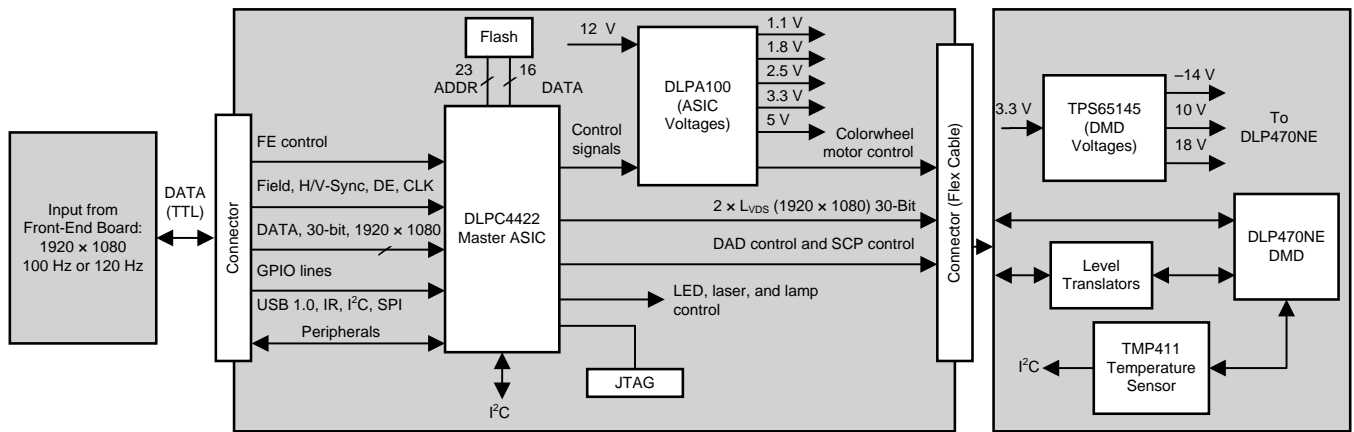 Input from
Front-End Board:
1920 × 1080
100 Hz or 120 Hz
DATA
(TTL)
Connector
FE control
Field, H/V-Sync, DE, CLK
DATA, 30-bit, 1920 × 1080
GPIO lines
USB 1.0, IR, I²C, SPI
Peripherals
Flash
23
ADDR
16
DATA
DLPC4422
Master ASIC
I²C
JTAG
Control
signals
12 V
DLPA100
(ASIC
Voltages)
1.1 V
1.8 V
2.5 V
3.3 V
5 V
Colorwheel
motor control
2 × LVDS (1920 × 1080) 30-Bit
DAD control and SCP control
LED, laser, and lamp
control
Connector (Flex Cable)
3.3 V
TPS65145
(DMD
Voltages)
–14 V
10 V
18 V
To
DLP470NE
DLP470NE
DMD
Level
Translators
TMP411
Temperature
Sensor
I²C